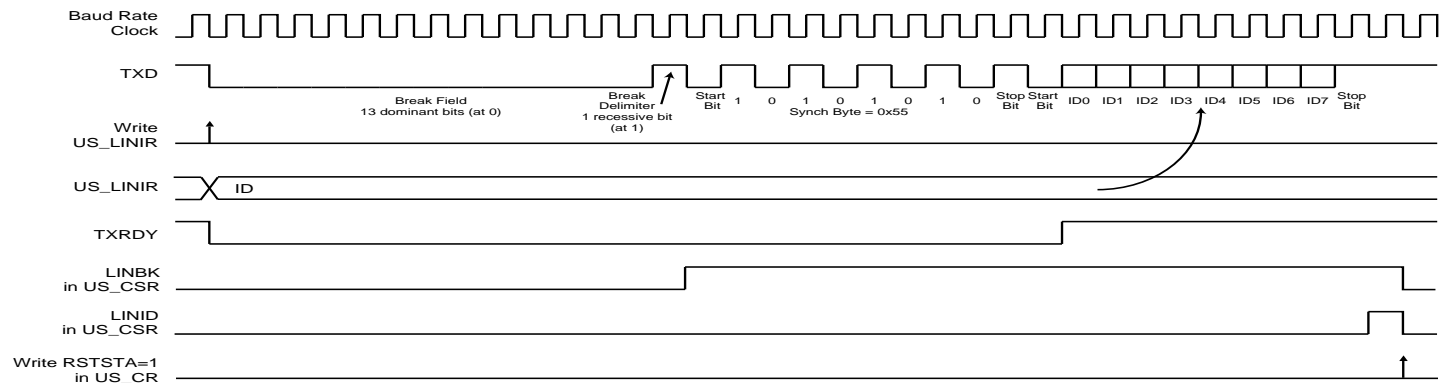 Baud Rate
Clock
TXD
Break Field
13 dominant bits (at 0)
Break
Delimiter
1 recessive bit
(at 1)
Start
Bit
1 0 1 0 1 0 1 0
Synch Byte = 0x55
Stop
Bit
Start
Bit
ID0 ID1 ID2 ID3 ID4 ID5 ID6 ID7
Stop
Bit
Write
US_LINIR
US_LINIR
ID
TXRDY
LINBK
in US_CSR
LINID
in US_CSR
Write RSTSTA=1
in US_CR